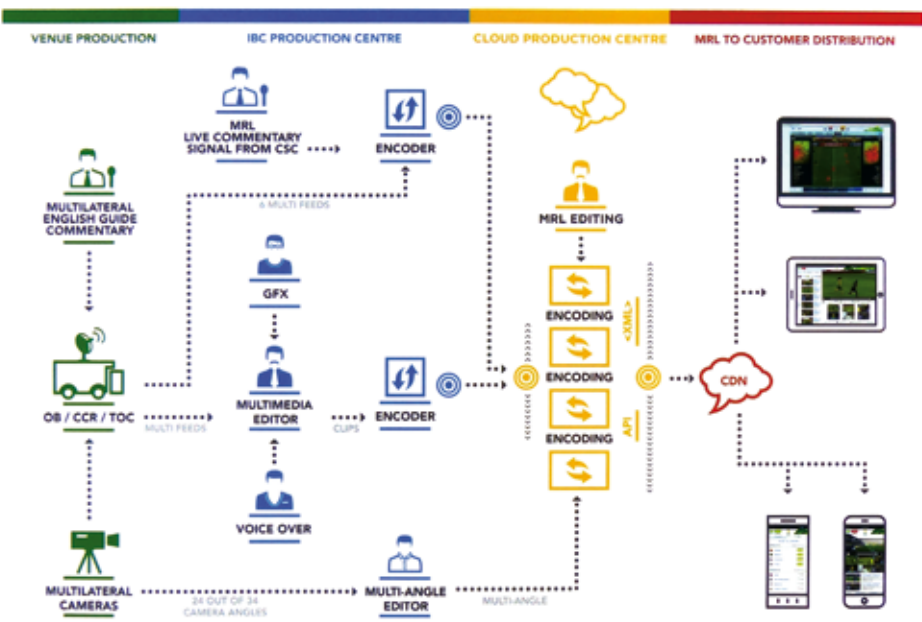 VENUE PRODUCTION
IBC PRODUCTION CENTRE
CLOUD PRODUCTION CENTRE
MRL TO CUSTOMER DISTRIBUTION
MRL
LIVE COMMENTARY
SIGNAL FROM CSC
ENCODER
MULTILATERAL
ENGLISH GUIDE
COMMENTARY
6 MULTI FEEDS
MRL EDITING
GFX
ENCODING
<XML>
ENCODING
CDN
OB / CCR / TOC
MULTI FEEDS
MULTIMEDIA
EDITOR
CLIPS
ENCODER
ENCODING
API
VOICE OVER
MULTILATERAL
CAMERAS
24 OUT OF 34
CAMERA ANGLES
MULTI-ANGLE
EDITOR
MULTI-ANGLE